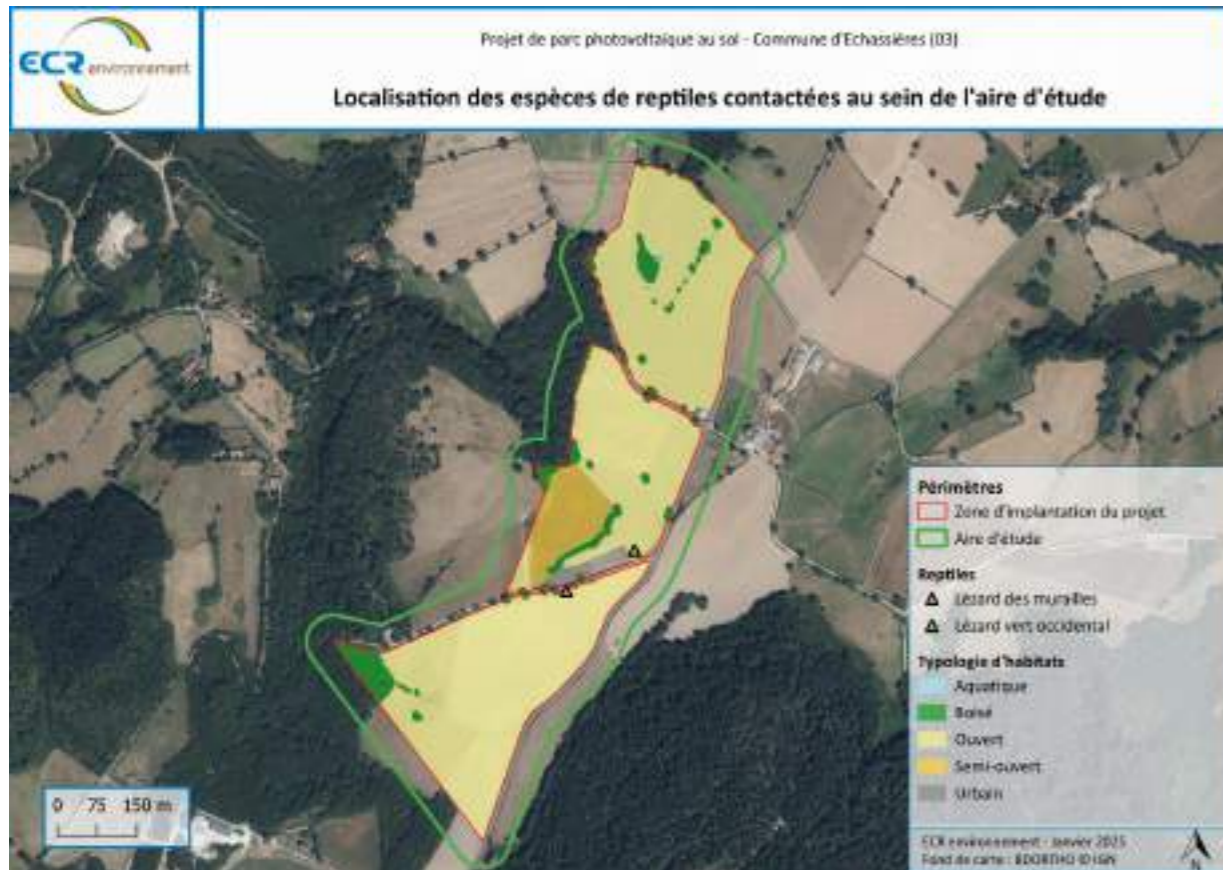 ECR environnement
Projet de parc photovoltaïque au sol - Commune d'Echassières (03)
Localisation des espèces de reptiles contactées au sein de l'aire d'étude
Périmètres
Zone d'implantation du projet
Aire d'étude
Reptiles
Lézard des murailles
Lézard vert occidental
Typologie d'habitats
Aquatique
Boisé
Ouvert
Semi-ouvert
Urbain
0 75 150 m
ECR environnement - Janvier 2025
Fond de carte : BDORTHO © IGN
N